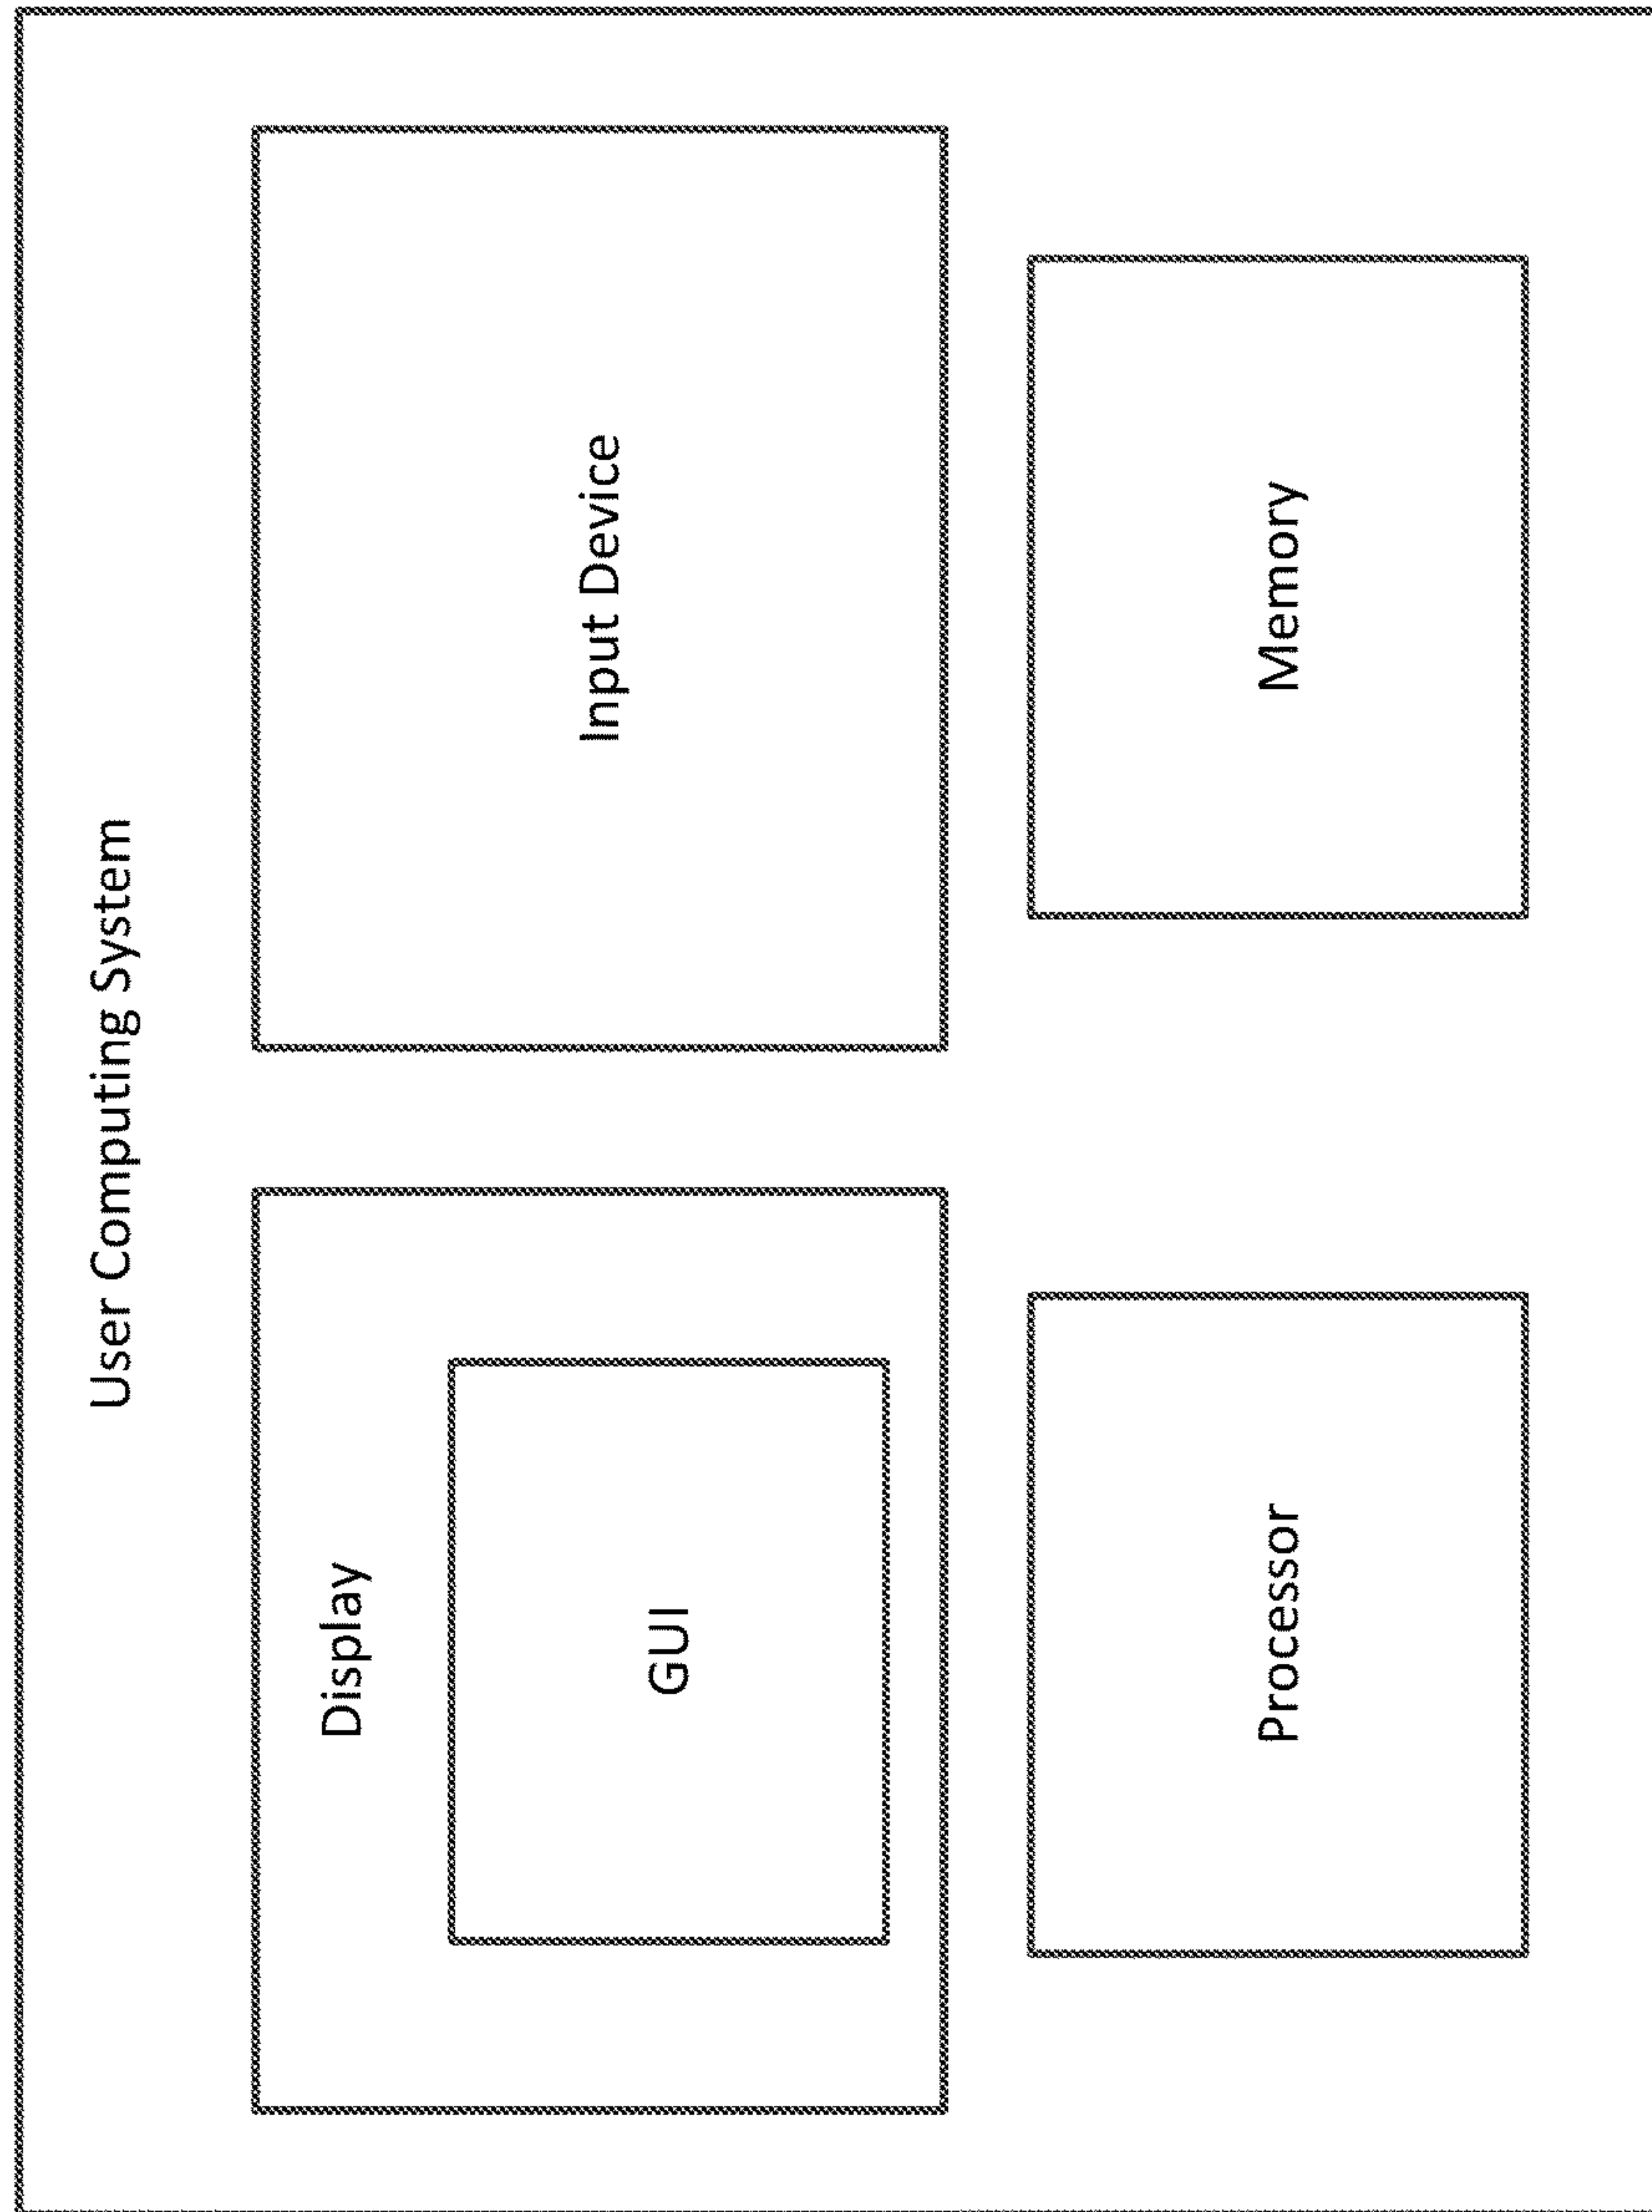 User Computing System
Display
GUI
Input Device
Processor
Memory